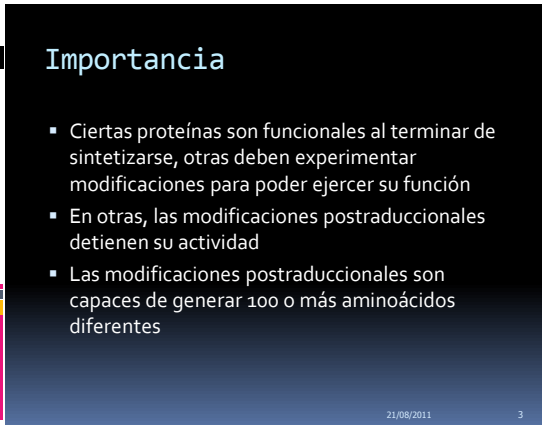 Importancia
▪ Ciertas proteínas son funcionales al terminar de
sintetizarse, otras deben experimentar
modificaciones para poder ejercer su función
▪ En otras, las modificaciones postraduccionales
detienen su actividad
▪ Las modificaciones postraduccionales son
capaces de generar 100 o más aminoácidos
diferentes
21/08/2011 3